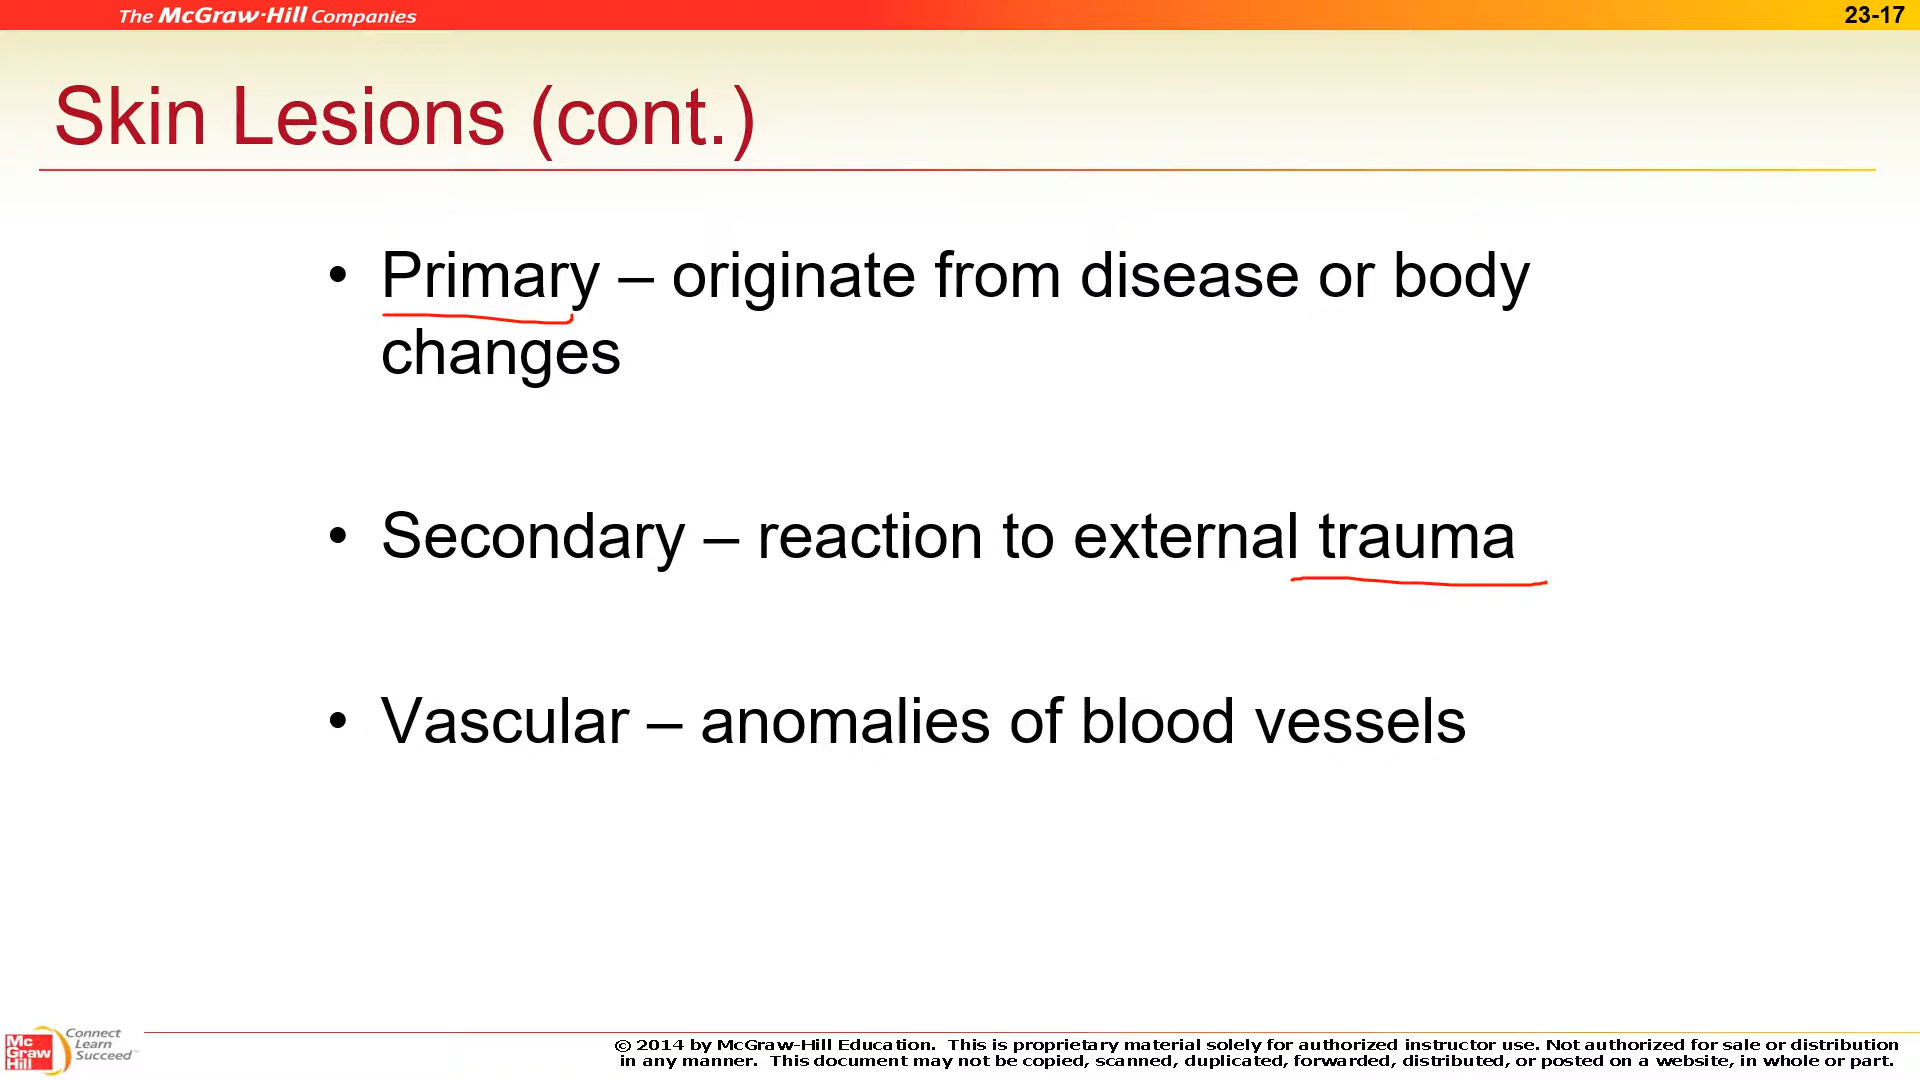 The McGraw·Hill Companies
23-17
Skin Lesions (cont.)
• Primary – originate from disease or body
changes
• Secondary – reaction to external trauma
• Vascular – anomalies of blood vessels
Mc
Graw
Hill
Connect
Learn
Succeed™
© 2014 by McGraw-Hill Education. This is proprietary material solely for authorized instructor use. Not authorized for sale or distribution
in any manner. This document may not be copied, scanned, duplicated, forwarded, distributed, or posted on a website, in whole or part.